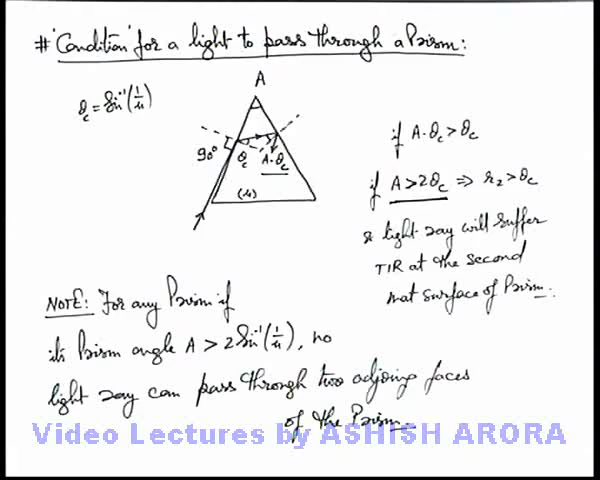 # 'Condition' for a light to pass through a Prism:
A
θc = Sin⁻¹(1/μ)
90°
θc
A-θc
(μ)
if A-θc > θc
if A > 2θc ⇒ r₂ > θc
& light ray will suffer
TIR at the second
surface of Prism.
NOTE: For any Prism if
its Prism angle A > 2Sin⁻¹(1/μ), no
light ray can pass through two adjoing faces
of the Prism.
Video Lectures by ASHISH ARORA